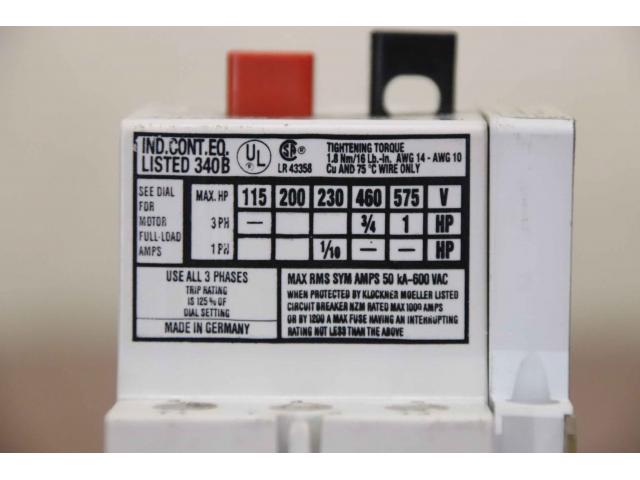 IND.CONT.EQ.
LISTED 340B
UL
SA
LR 43358
TIGHTENING TORQUE
1.8 Nm/16 Lb.-In. AWG 14 - AWG 10
Cu AND 75 °C WIRE ONLY
SEE DIAL
FOR
MOTOR
FULL-LOAD
AMPS
MAX. HP 115 200 230 460 575 V
3 PH — ¾ 1 HP
1 PH 1/10 — — HP
USE ALL 3 PHASES
TRIP RATING
IS 125 % OF
DIAL SETTING
MADE IN GERMANY
MAX RMS SYM AMPS 50 kA-600 VAC
WHEN PROTECTED BY KLOCKNER MOELLER LISTED
CIRCUIT BREAKER NZM RATED MAX 1000 AMPS
OR BY 1200 A MAX FUSE HAVING AN INTERRUPTING
RATING NOT LESS THAN THE ABOVE